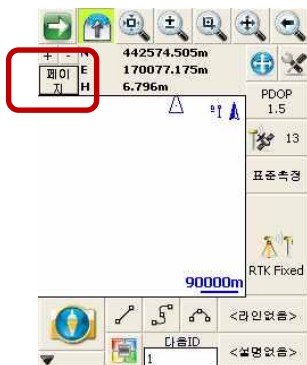 + -
페이
지
N 442574.505m
E 170077.175m
H 6.796m
PDOP
1.5
13
표준측정
RTK Fixed
90000m
<라인없음>
다음ID
1
<설명없음>